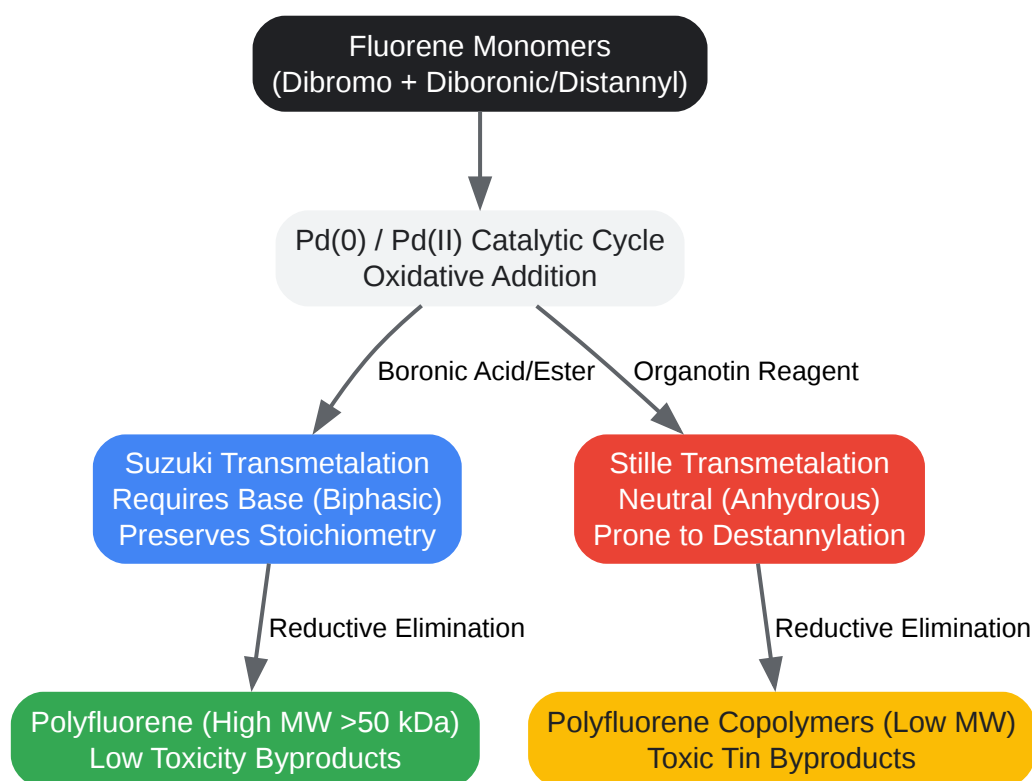 Fluorene Monomers
(Dibromo + Diboronic/Distannyl)
Pd(0) / Pd(II) Catalytic Cycle
Oxidative Addition
Boronic Acid/Ester
Organotin Reagent
Suzuki Transmetalation
Requires Base (Biphasic)
Preserves Stoichiometry
Stille Transmetalation
Neutral (Anhydrous)
Prone to Destannylation
Reductive Elimination
Reductive Elimination
Polyfluorene (High MW >50 kDa)
Low Toxicity Byproducts
Polyfluorene Copolymers (Low MW)
Toxic Tin Byproducts